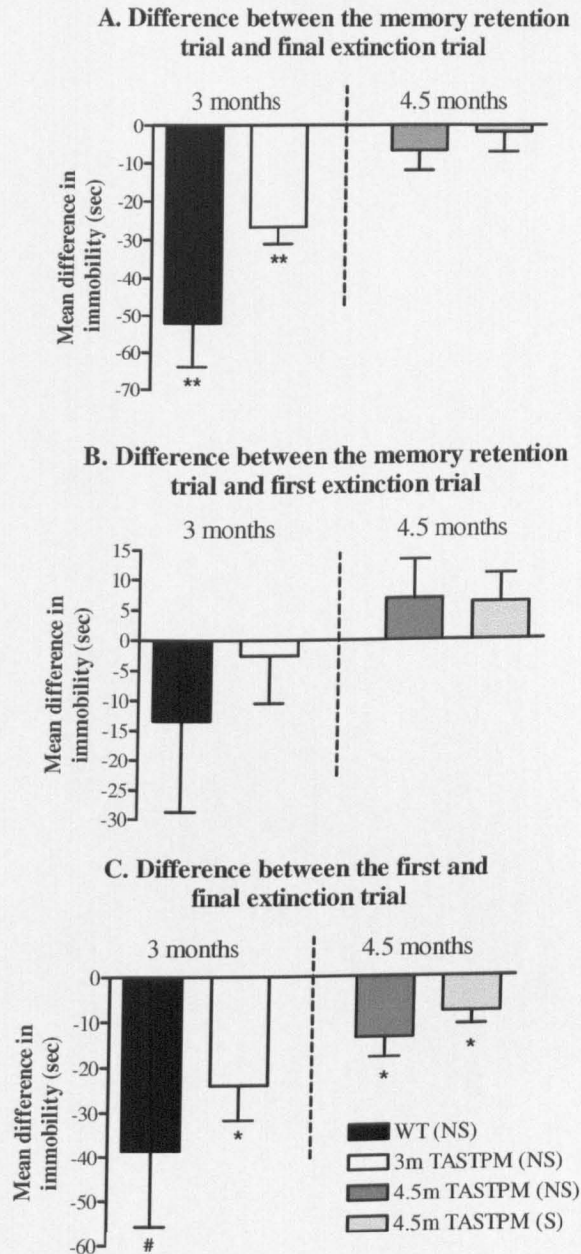 A. Difference between the memory retention
trial and final extinction trial
3 months
4.5 months
0
-10
-20
-30
-40
-50
-60
-70
Mean difference in
immobility (sec)
**
**
B. Difference between the memory retention
trial and first extinction trial
3 months
4.5 months
15
10
5
0
-5
-10
-15
-20
-25
-30
Mean difference in
immobility (sec)
C. Difference between the first and
final extinction trial
3 months
4.5 months
0
-10
-20
-30
-40
-50
-60
Mean difference in
immobility (sec)
#
*
*
*
WT (NS)
3m TASTPM (NS)
4.5m TASTPM (NS)
4.5m TASTPM (S)